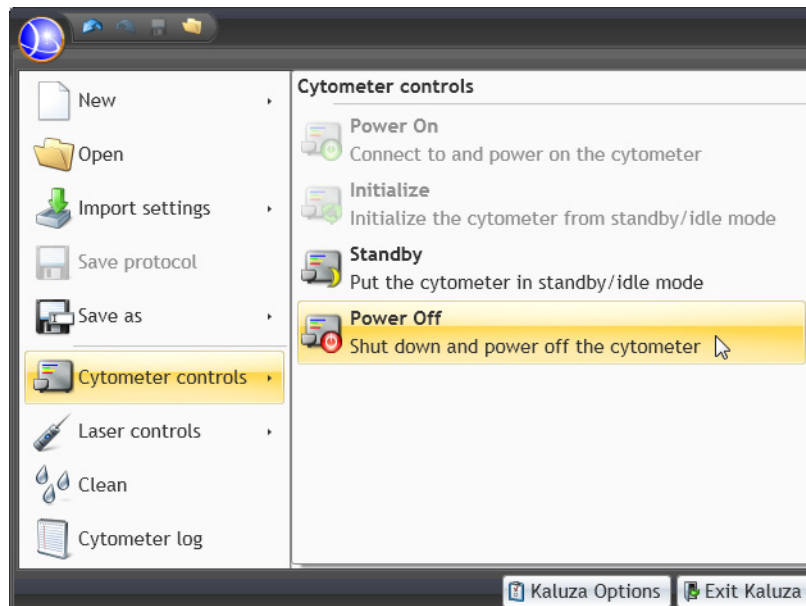 New
Open
Import settings
Save protocol
Save as
Cytometer controls
Laser controls
Clean
Cytometer log
Cytometer controls
Power On
Connect to and power on the cytometer
Initialize
Initialize the cytometer from standby/idle mode
Standby
Put the cytometer in standby/idle mode
Power Off
Shut down and power off the cytometer
Kaluza Options
Exit Kaluza